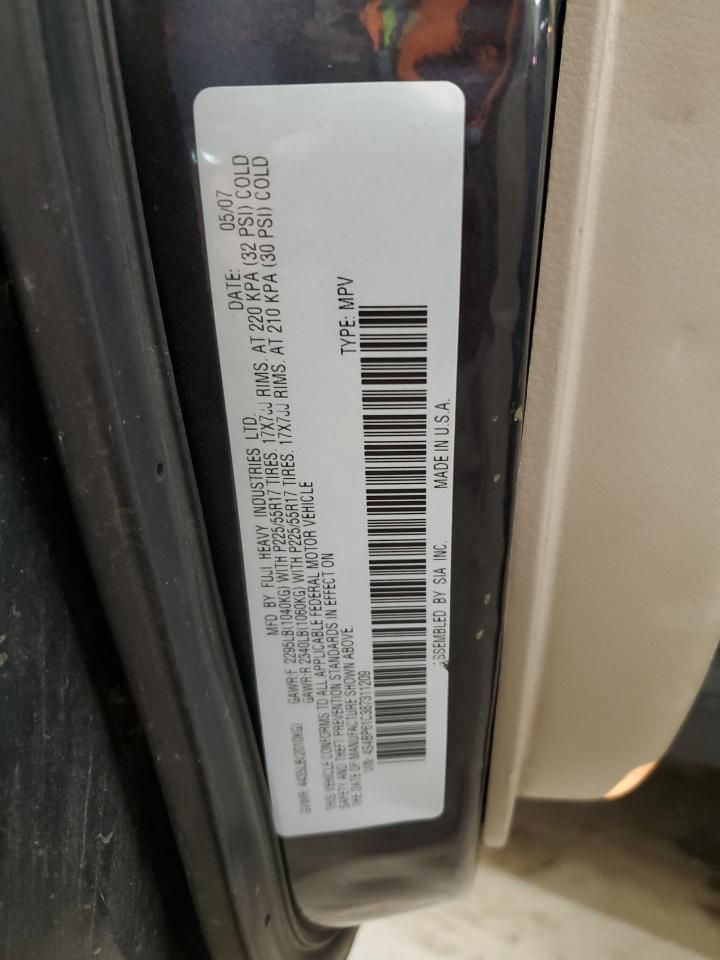 MFD BY FUJI HEAVY INDUSTRIES LTD. DATE: 05/07
GAWR:F 2295LB(1040KG) WITH P225/55R17 TIRES. 17X7JJ RIMS. AT 220 KPA (32 PSI) COLD
GAWR:R 2340LB(1060KG) WITH P225/55R17 TIRES. 17X7JJ RIMS. AT 210 KPA (30 PSI) COLD
GVWR: 4435LB(2010KG)
THIS VEHICLE CONFORMS TO ALL APPLICABLE FEDERAL MOTOR VEHICLE
SAFETY AND THEFT PREVENTION STANDARDS IN EFFECT ON
THE DATE OF MANUFACTURE SHOWN ABOVE.
VIN: 4S4BP61C387311209 TYPE: MPV
ASSEMBLED BY SIA INC. MADE IN U.S.A.